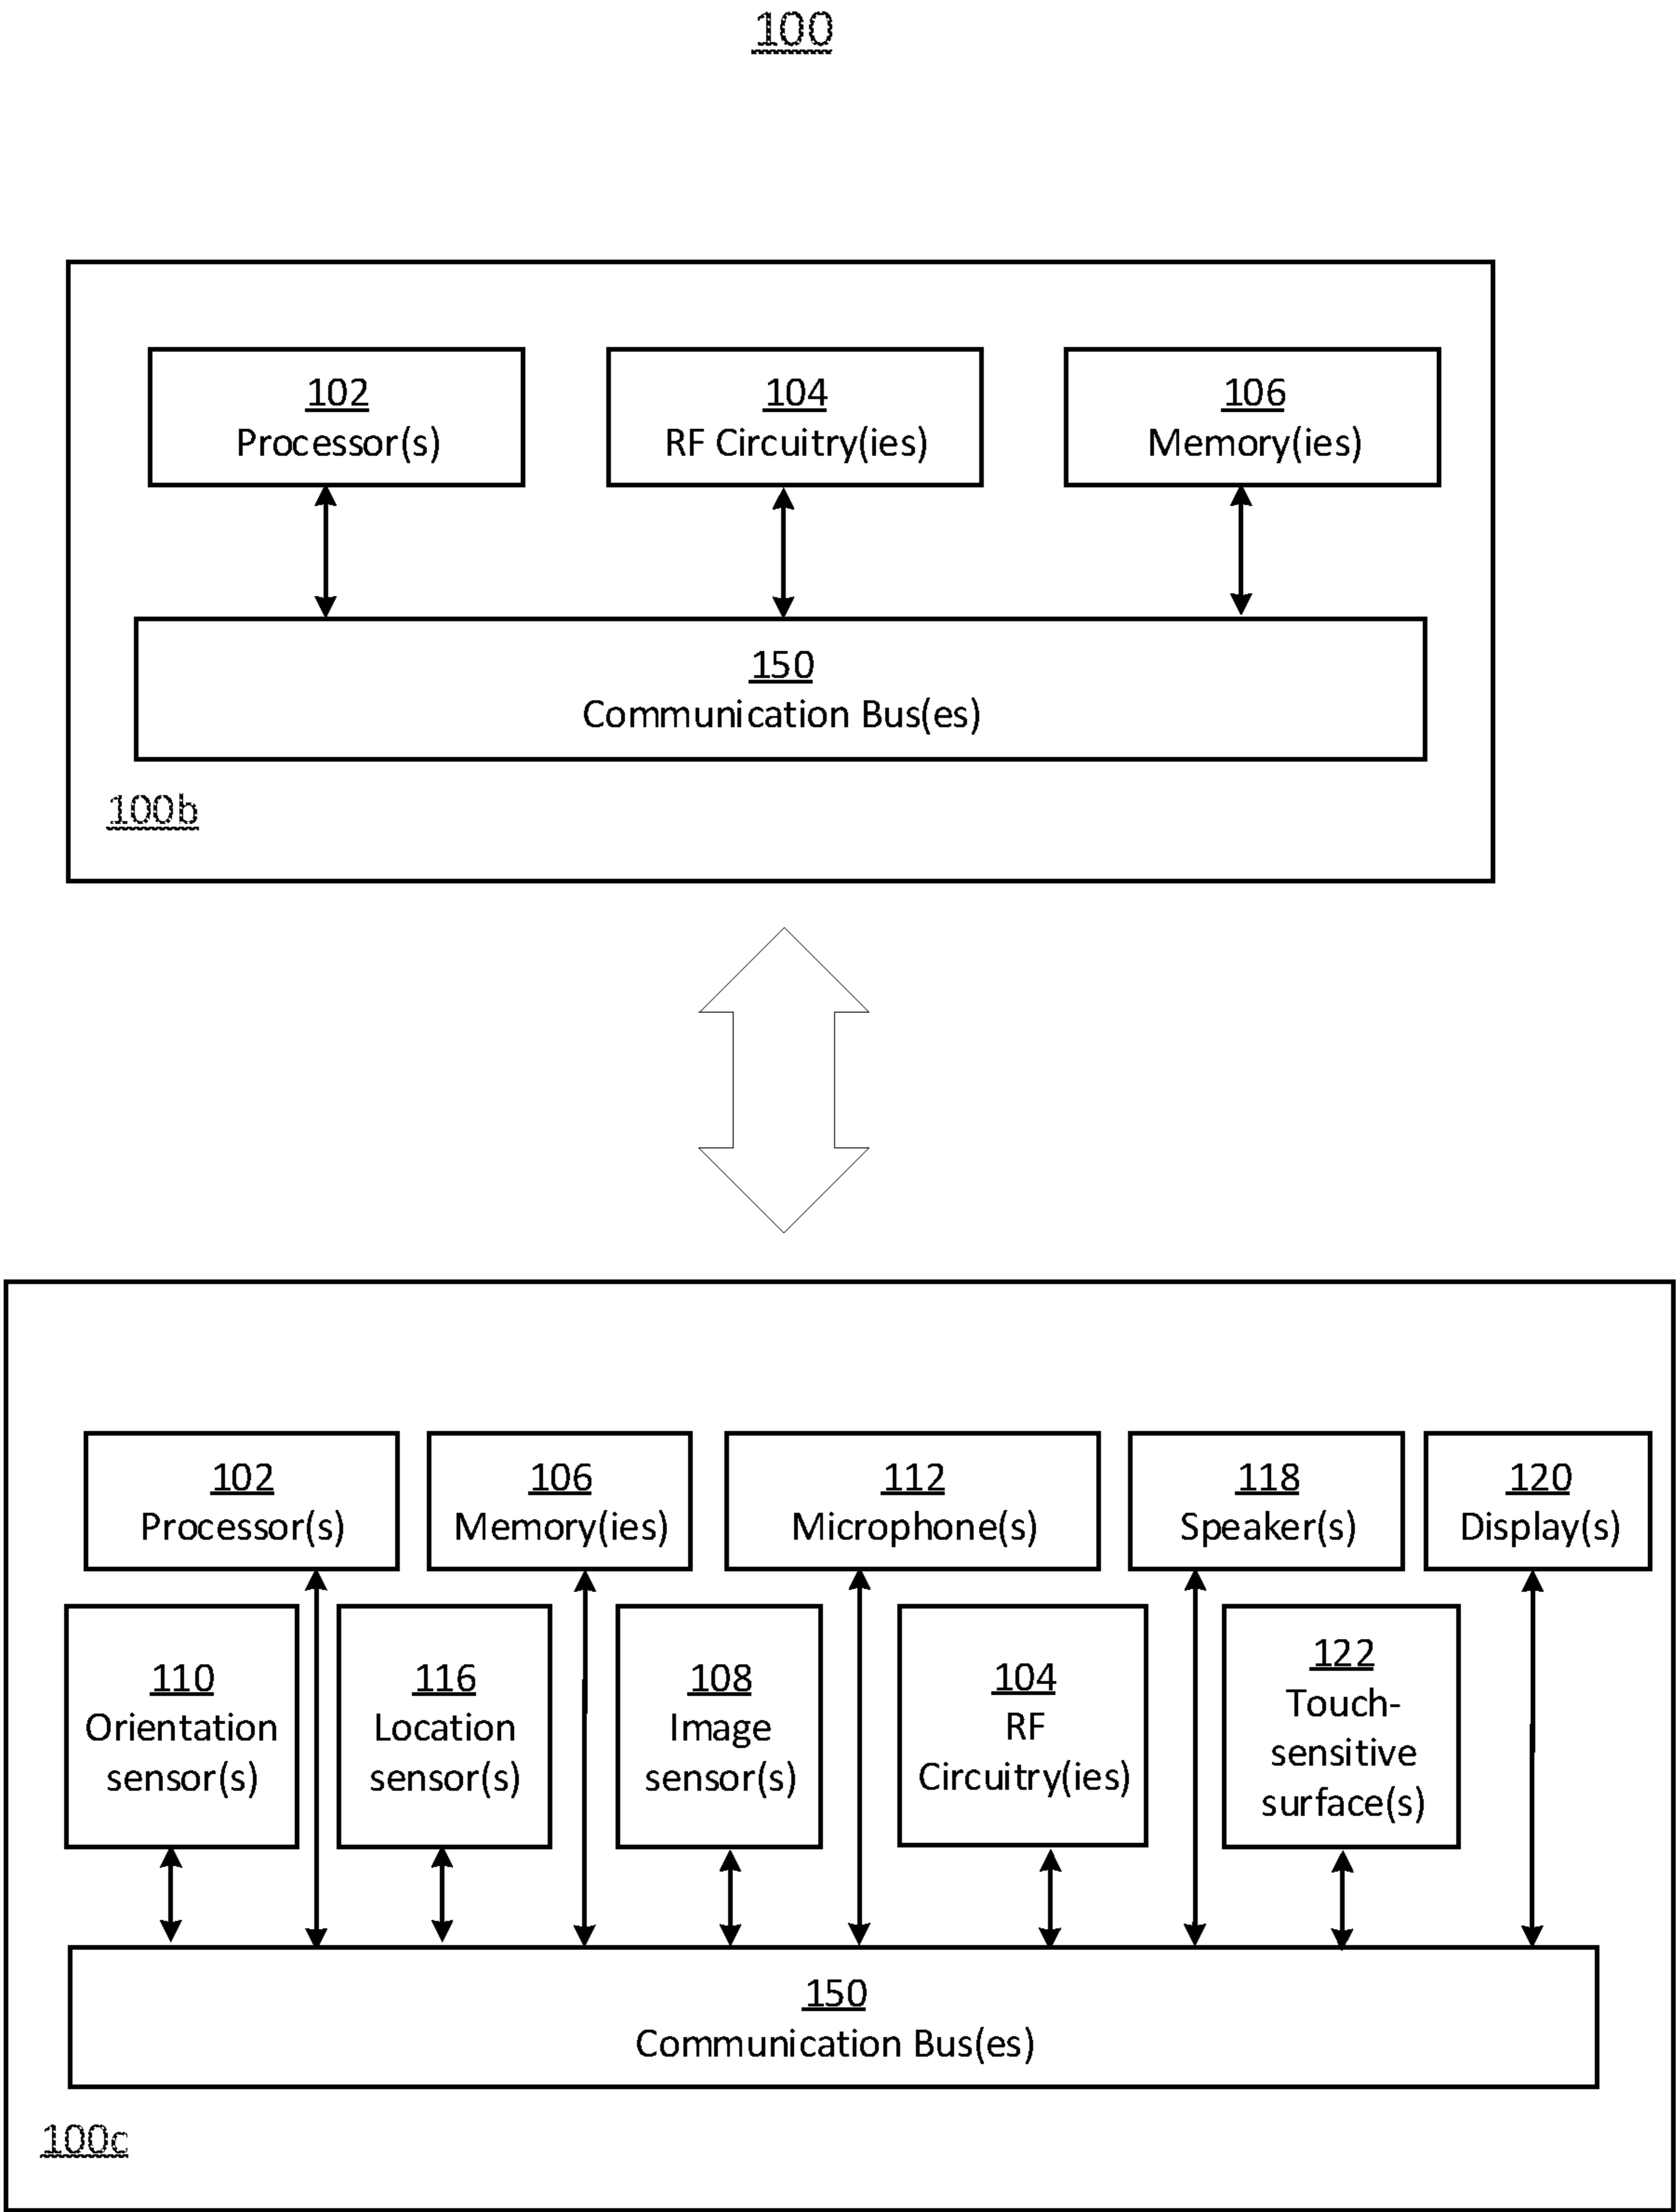 100
102
Processor(s)
104
RF Circuitry(ies)
106
Memory(ies)
150
Communication Bus(es)
100b
102
Processor(s)
106
Memory(ies)
112
Microphone(s)
118
Speaker(s)
120
Display(s)
110
Orientation
sensor(s)
116
Location
sensor(s)
108
Image
sensor(s)
104
RF
Circuitry(ies)
122
Touch-
sensitive
surface(s)
150
Communication Bus(es)
100c